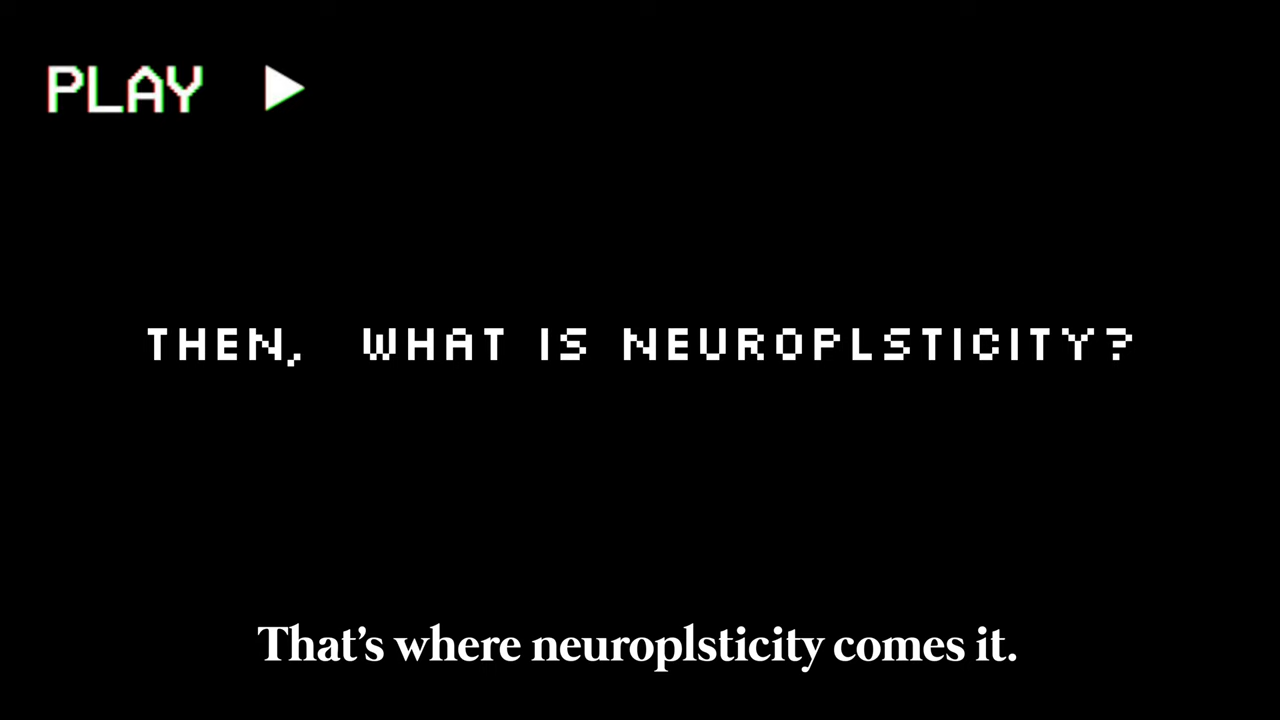 PLAY
THEN, WHAT IS NEUROPLSTICITY?
That's where neuroplsticity comes it.